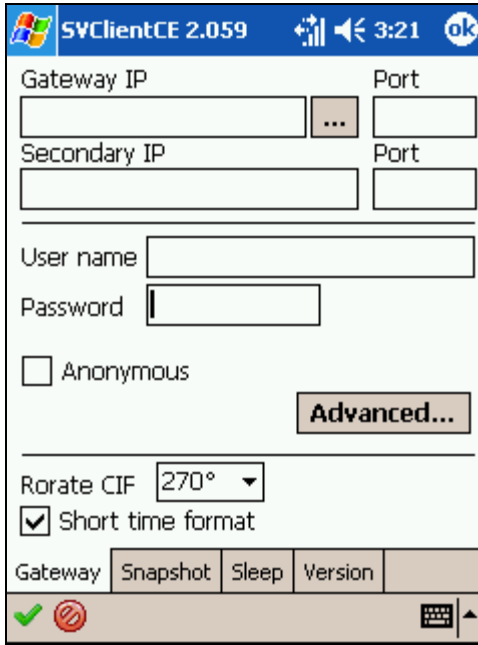 SVClientCE 2.059 3:21 ok
Gateway IP Port
...
Secondary IP Port
User name
Password
Anonymous
Advanced...
Rorate CIF 270°
Short time format
Gateway Snapshot Sleep Version